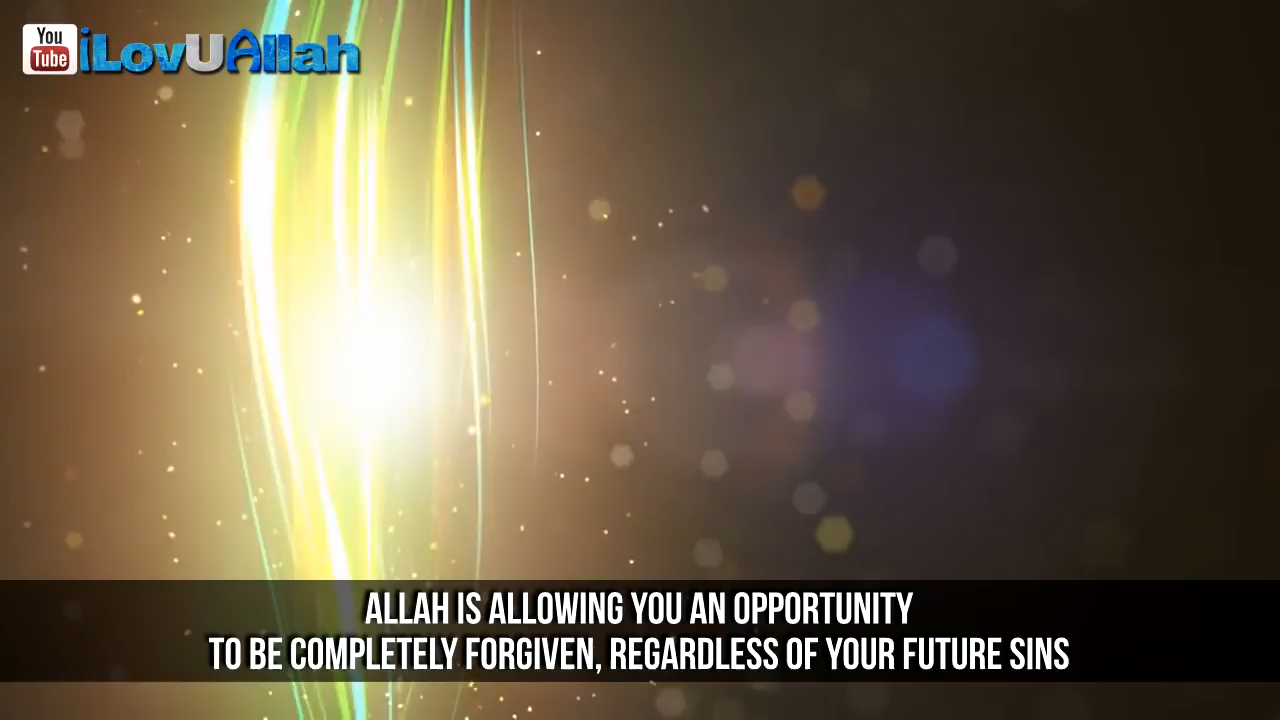 You
Tube
iLovUAllah
ALLAH IS ALLOWING YOU AN OPPORTUNITY
TO BE COMPLETELY FORGIVEN, REGARDLESS OF YOUR FUTURE SINS